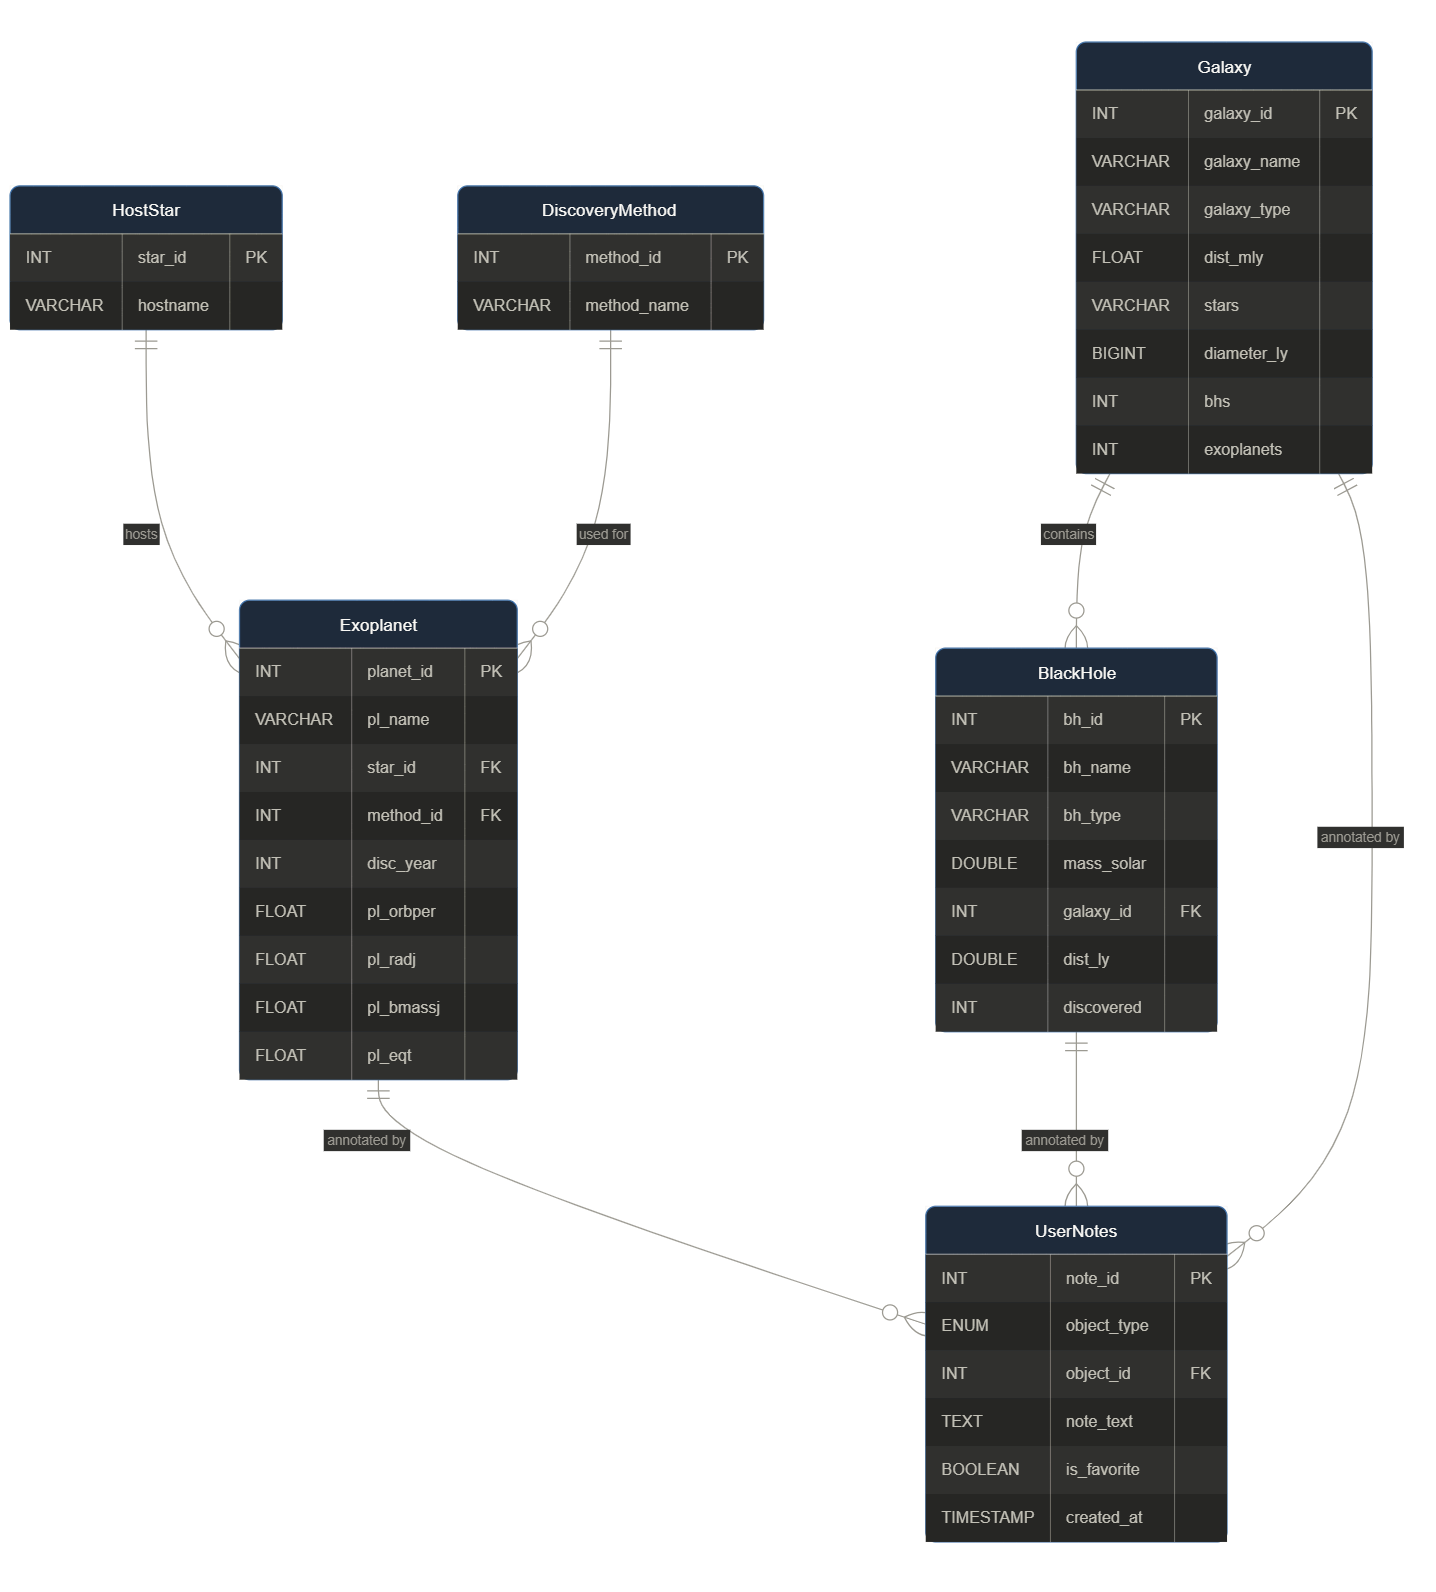 Galaxy
INT galaxy_id PK
VARCHAR galaxy_name
VARCHAR galaxy_type
FLOAT dist_mly
VARCHAR stars
BIGINT diameter_ly
INT bhs
INT exoplanets
HostStar
INT star_id PK
VARCHAR hostname
DiscoveryMethod
INT method_id PK
VARCHAR method_name
hosts
used for
contains
Exoplanet
INT planet_id PK
VARCHAR pl_name
INT star_id FK
INT method_id FK
INT disc_year
FLOAT pl_orbper
FLOAT pl_radj
FLOAT pl_bmassj
FLOAT pl_eqt
BlackHole
INT bh_id PK
VARCHAR bh_name
VARCHAR bh_type
DOUBLE mass_solar
INT galaxy_id FK
DOUBLE dist_ly
INT discovered
annotated by
annotated by
annotated by
UserNotes
INT note_id PK
ENUM object_type
INT object_id FK
TEXT note_text
BOOLEAN is_favorite
TIMESTAMP created_at